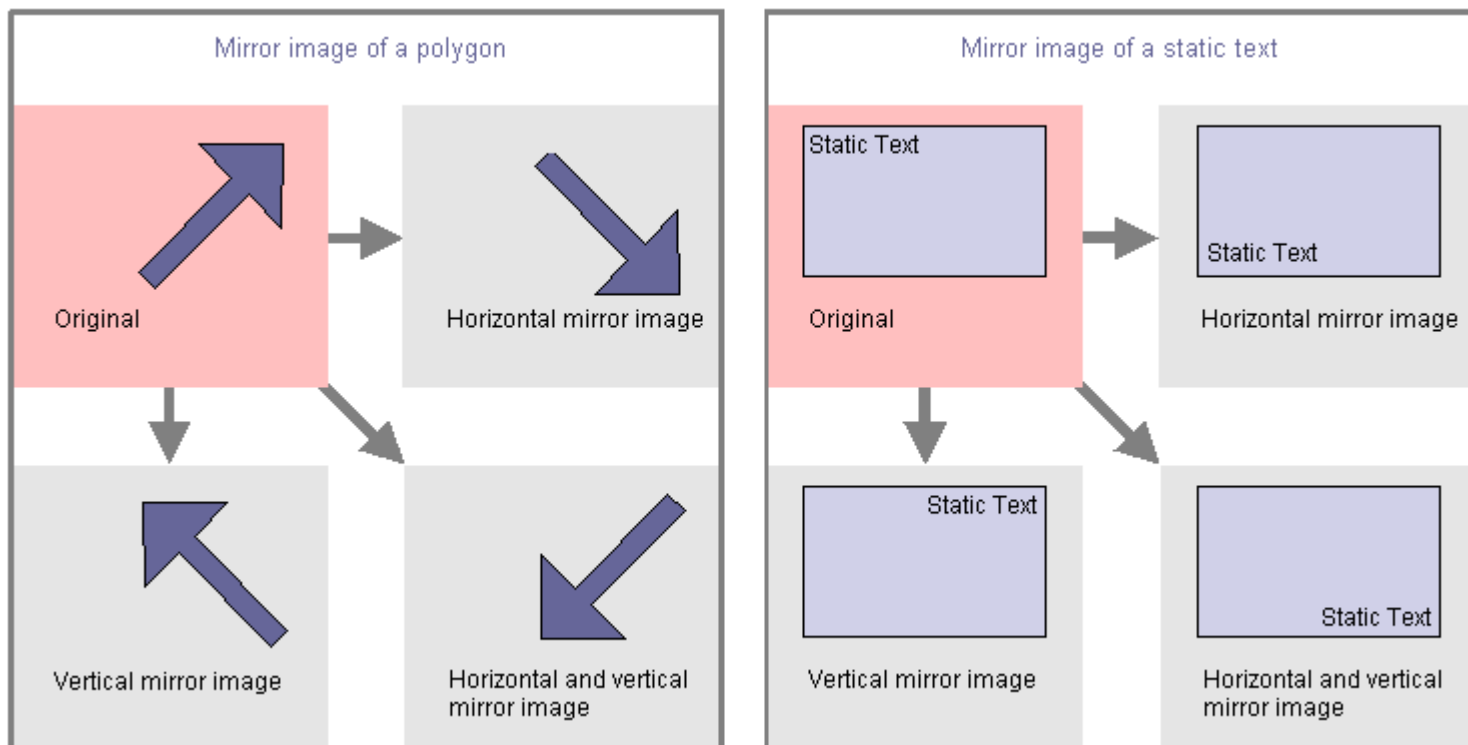 Mirror image of a polygon
Original
Horizontal mirror image
Vertical mirror image
Horizontal and vertical
mirror image
Mirror image of a static text
Static Text
Original
Static Text
Horizontal mirror image
Static Text
Vertical mirror image
Static Text
Horizontal and vertical
mirror image